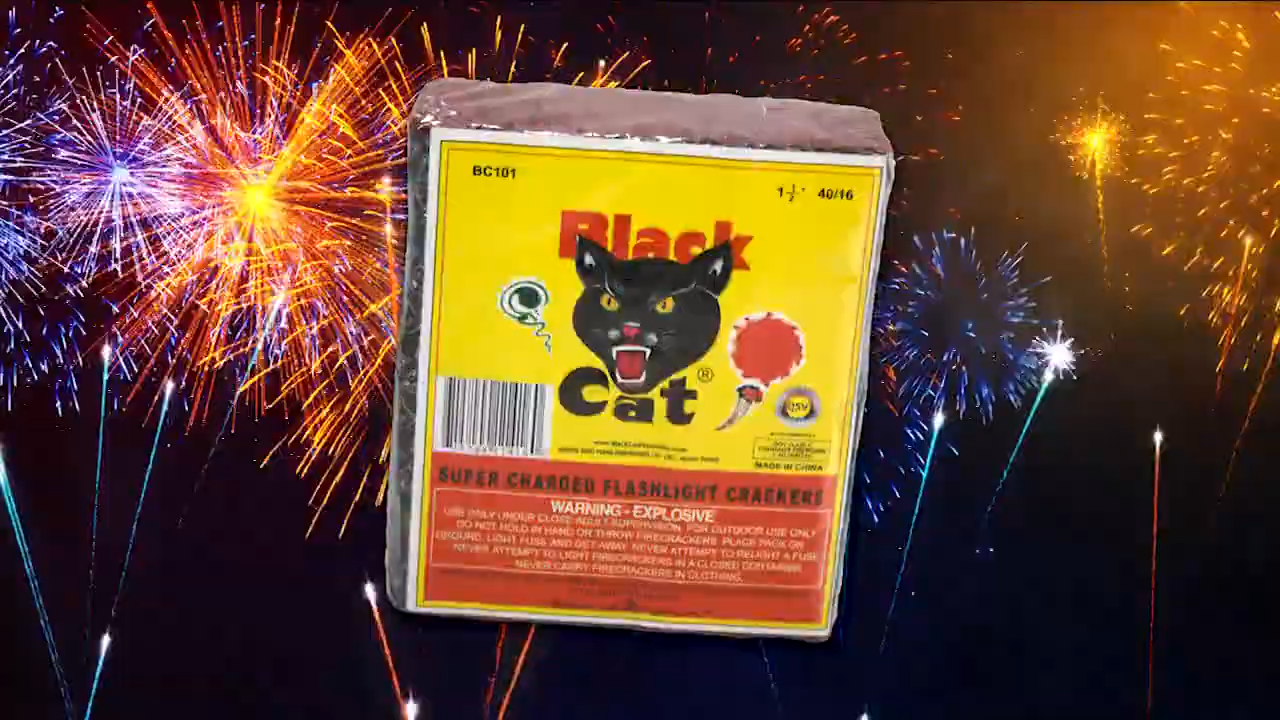 BC101
1 1/2" 40/16
Black
Cat®
MADE IN CHINA
SUPER CHARGED FLASHLIGHT CRACKERS
WARNING - EXPLOSIVE
USE ONLY UNDER CLOSE ADULT SUPERVISION. FOR OUTDOOR USE ONLY.
DO NOT HOLD IN HAND OR THROW FIRECRACKERS. PLACE PACK ON
GROUND, LIGHT FUSE AND GET AWAY. NEVER ATTEMPT TO RELIGHT A FUSE.
NEVER ATTEMPT TO LIGHT FIRECRACKERS IN A CLOSED CONTAINER.
NEVER CARRY FIRECRACKERS IN CLOTHING.